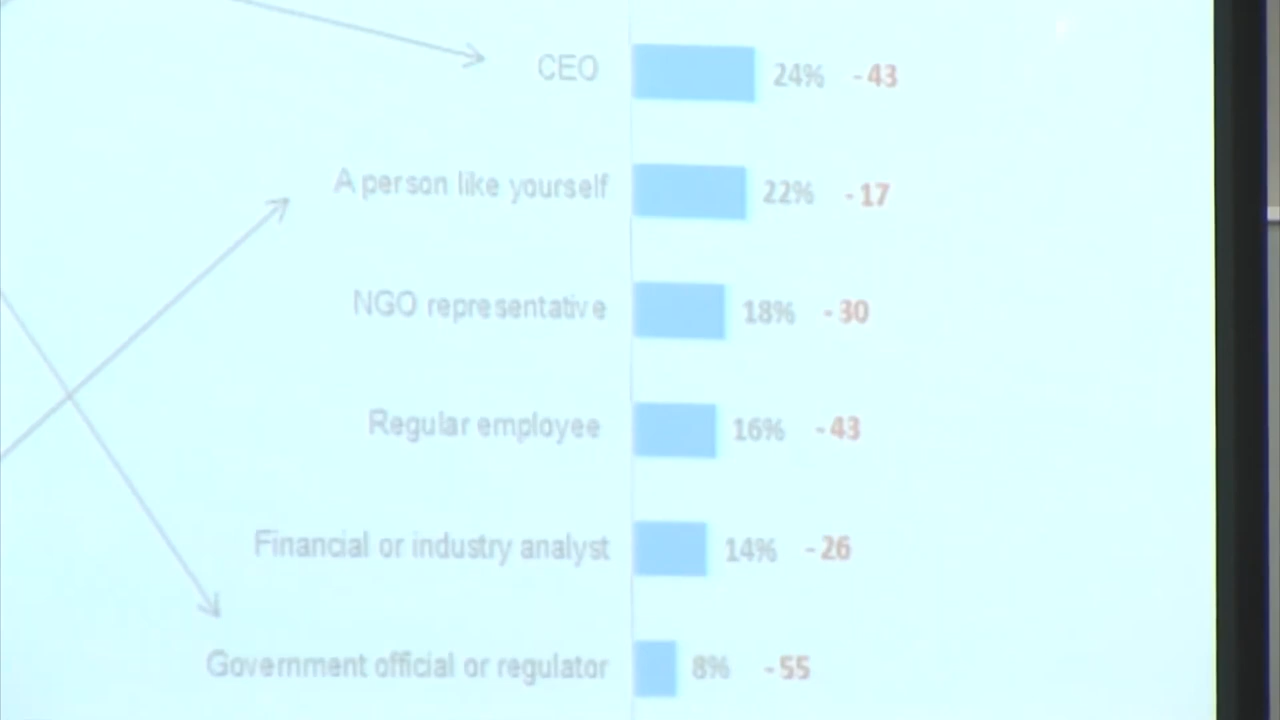 CEO 24% -43
A person like yourself 22% -17
NGO representative 18% -30
Regular employee 16% -43
Financial or industry analyst 14% -26
Government official or regulator 8% -55